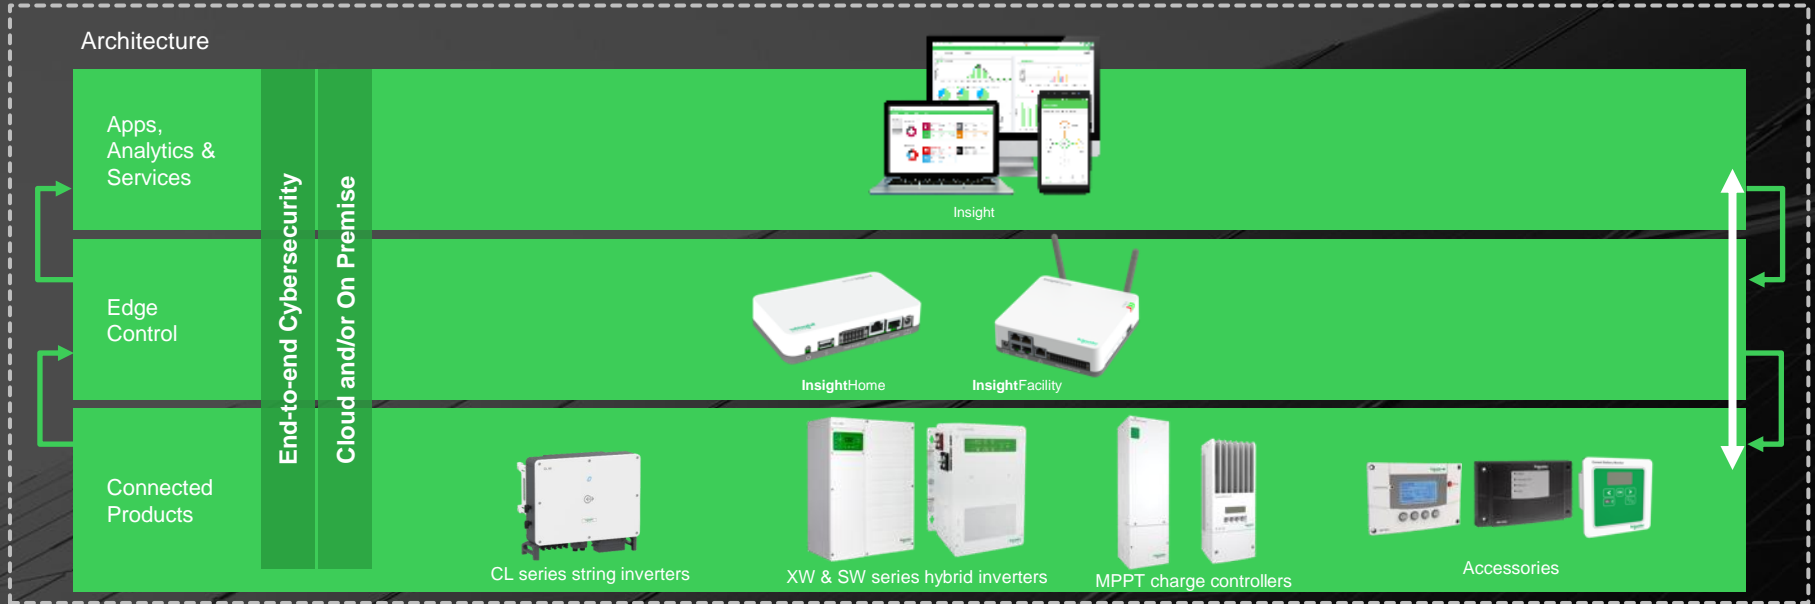 Architecture
Apps,
Analytics &
Services
End-to-end Cybersecurity
Cloud and/or On Premise
Insight
Edge
Control
InsightHome
InsightFacility
Connected
Products
CL series string inverters
XW & SW series hybrid inverters
MPPT charge controllers
Accessories